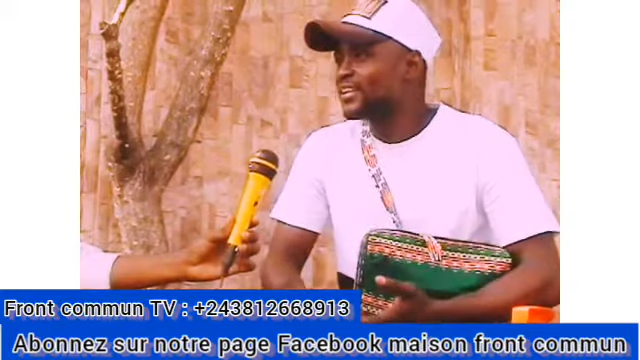 Front commun TV : +243812668913
Abonnez sur notre page Facebook maison front commun